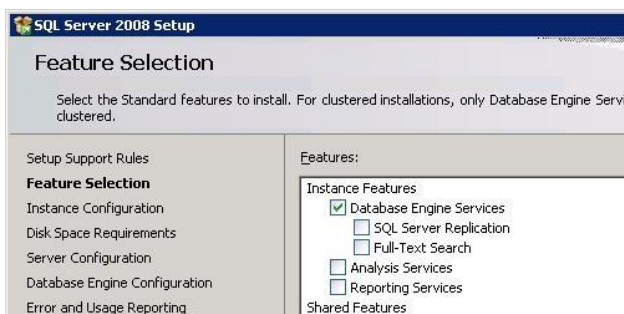 SQL Server 2008 Setup
Feature Selection
Select the Standard features to install. For clustered installations, only Database Engine
clustered.
Setup Support Rules
Feature Selection
Instance Configuration
Disk Space Requirements
Server Configuration
Database Engine Configuration
Error and Usage Reporting
Features:
Instance Features
Database Engine Services
SQL Server Replication
Full-Text Search
Analysis Services
Reporting Services
Shared Features